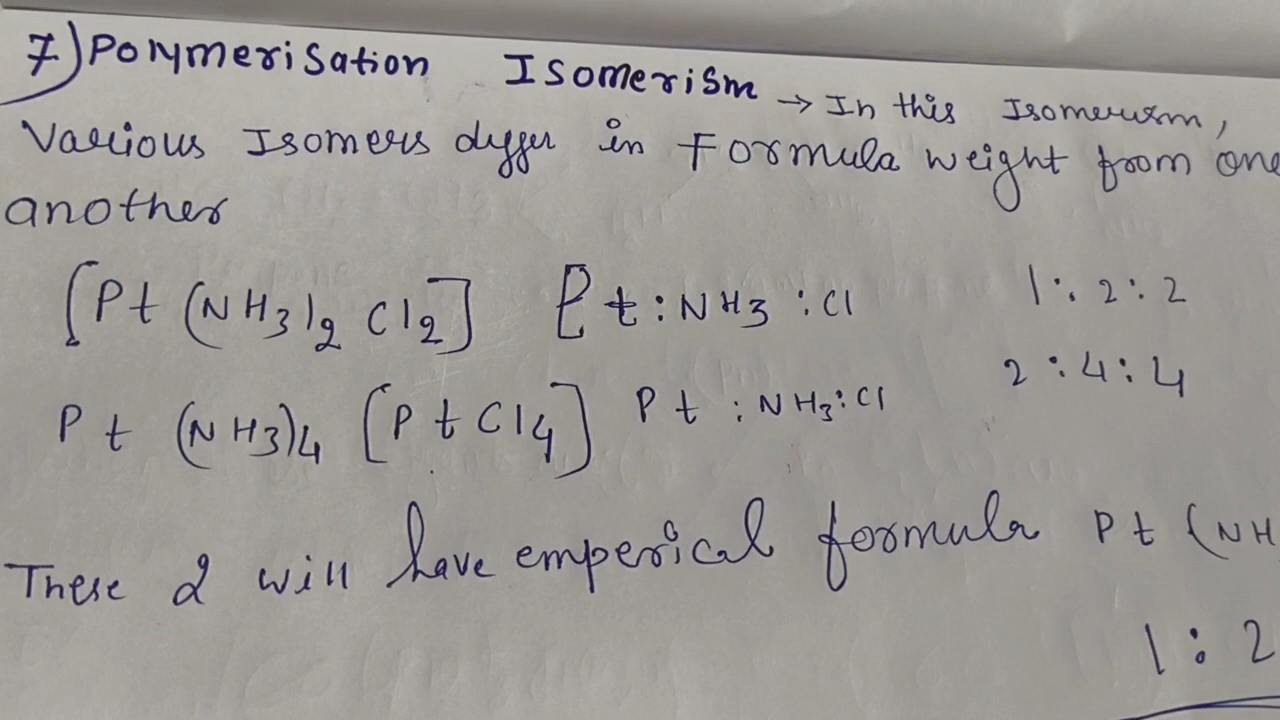 7) Polymerisation Isomerism → In this Isomerism,
Various Isomers differ in Formula weight from one
another
[Pt (NH3)2 Cl2] [Pt : NH3 : Cl 1 : 2 : 2
Pt (NH3)4 [PtCl4] Pt : NH3 : Cl 2 : 4 : 4
These 2 will have emperical formula Pt (NH
1 : 2